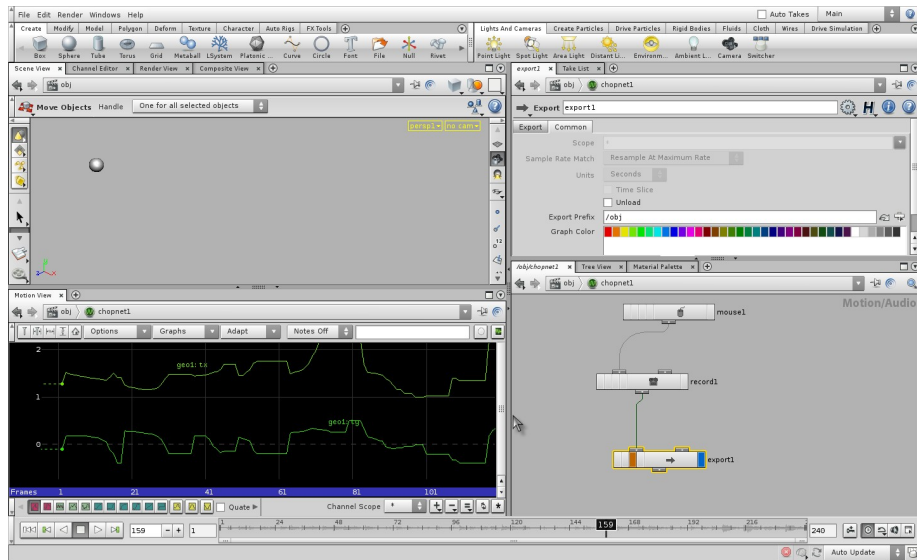 File Edit Render Windows Help
Auto Takes Main
Create Modify Model Polygon Deform Texture Character Auto Rigs FX Tools
Lights And Cameras Create Particles Drive Particles Rigid Bodies Fluids Cloth Wires Drive Simulation
Box Sphere Tube Torus Grid Metaball LSystem Platonic ... Curve Circle Font File Null Rivet
Point Light Spot Light Area Light Distant Li... Environm... Ambient L... Camera Switcher
Scene View Channel Editor Render View Composite View
export1 Take List
obj
obj chopnet1
Move Objects Handle One for all selected objects
Export export1
persp1 no cam
Export Common
Scope *
Sample Rate Match Resample At Maximum Rate
Units Seconds
Time Slice
Unload
Export Prefix /obj
Graph Color
12
/obj/chopnet1 Tree View Material Palette
obj chopnet1
Motion View
obj chopnet1
Options Graphs Adapt Notes Off
Motion/Audio
mouse1
record1
export1
2
geo1:tx
1
geo1:tg
0
Frames 1 21 41 61 81 101
Quate Channel Scope *
159 - + 1
1 24 48 72 96 120 144 159 168 192 216
240
Auto Update